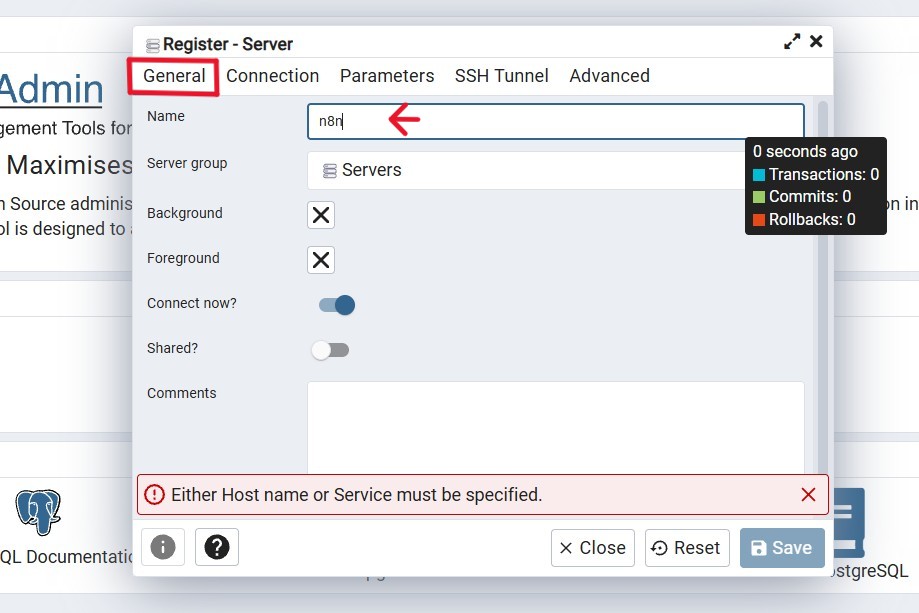 Register - Server
General Connection Parameters SSH Tunnel Advanced
Admin
gement Tools for
Maximises
Source adminis
ol is designed to
Name
n8n
Server group
Servers
Background
Foreground
Connect now?
Shared?
Comments
0 seconds ago
Transactions: 0
Commits: 0
Rollbacks: 0
on in
Either Host name or Service must be specified.
Close Reset Save
QL Documentatio
stgreSQL